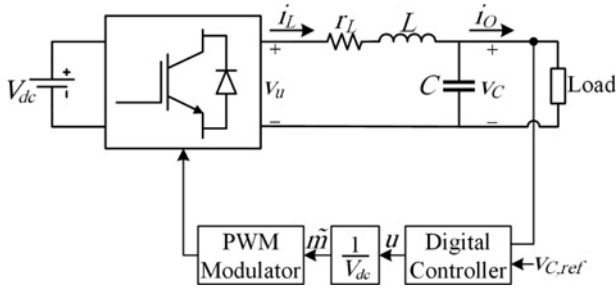 i_L
r_L
L
i_O
V_dc
+
-
+
v_u
−
C
+
v_C
−
Load
PWM
Modulator
m̃
1
V_dc
u
Digital
Controller
v_C,ref